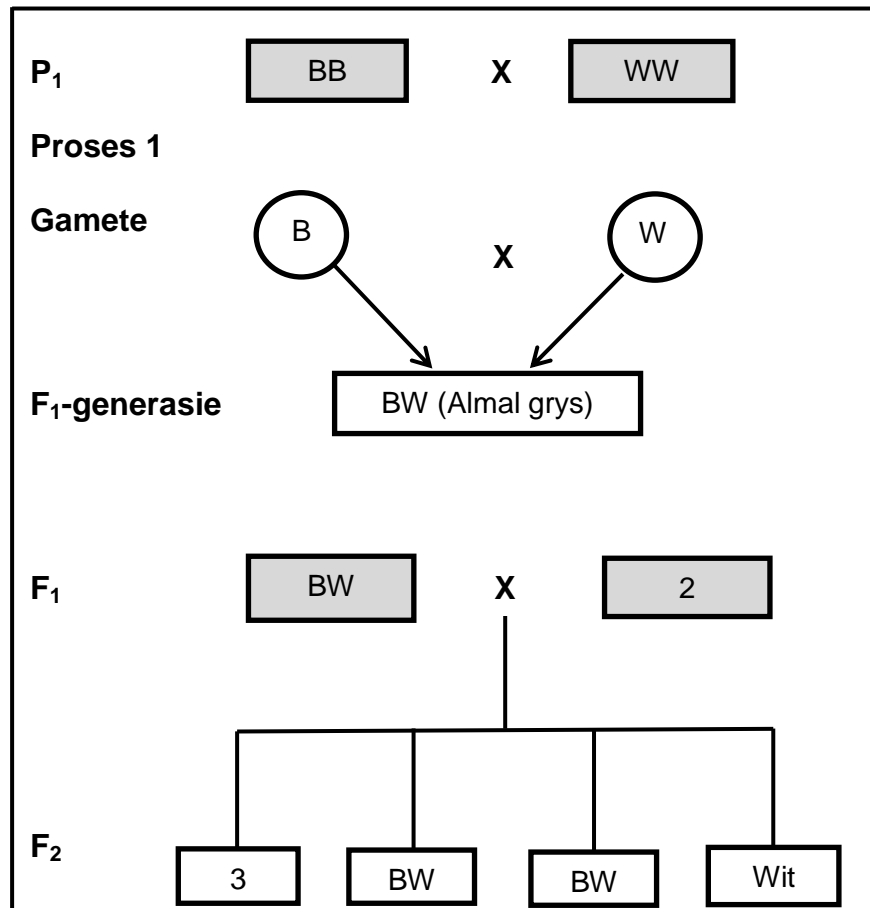 P₁ BB X WW
Proses 1
Gamete B X W
F₁-generasie BW (Almal grys)
F₁ BW X 2
F₂ 3 BW BW Wit